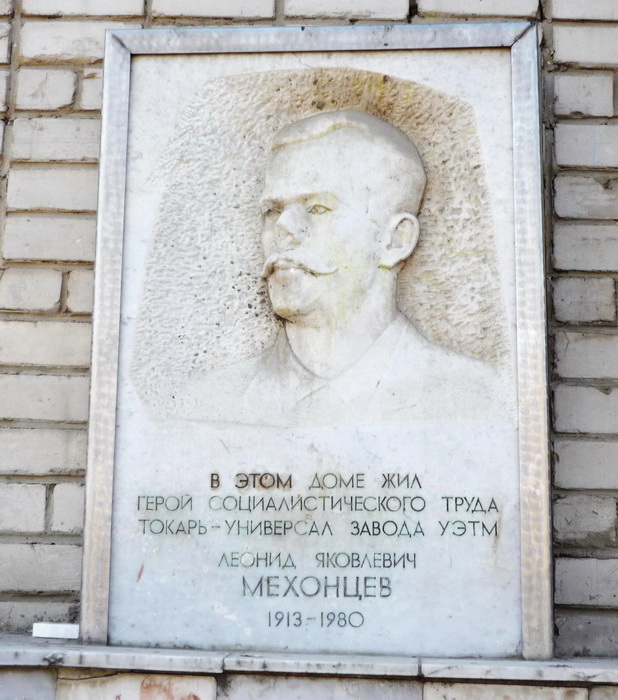 В ЭТОМ ДОМЕ ЖИЛ
ГЕРОЙ СОЦИАЛИСТИЧЕСКОГО ТРУДА
ТОКАРЬ-УНИВЕРСАЛ ЗАВОДА УЭТМ
ЛЕОНИД ЯКОВЛЕВИЧ
МЕХОНЦЕВ
1913-1980